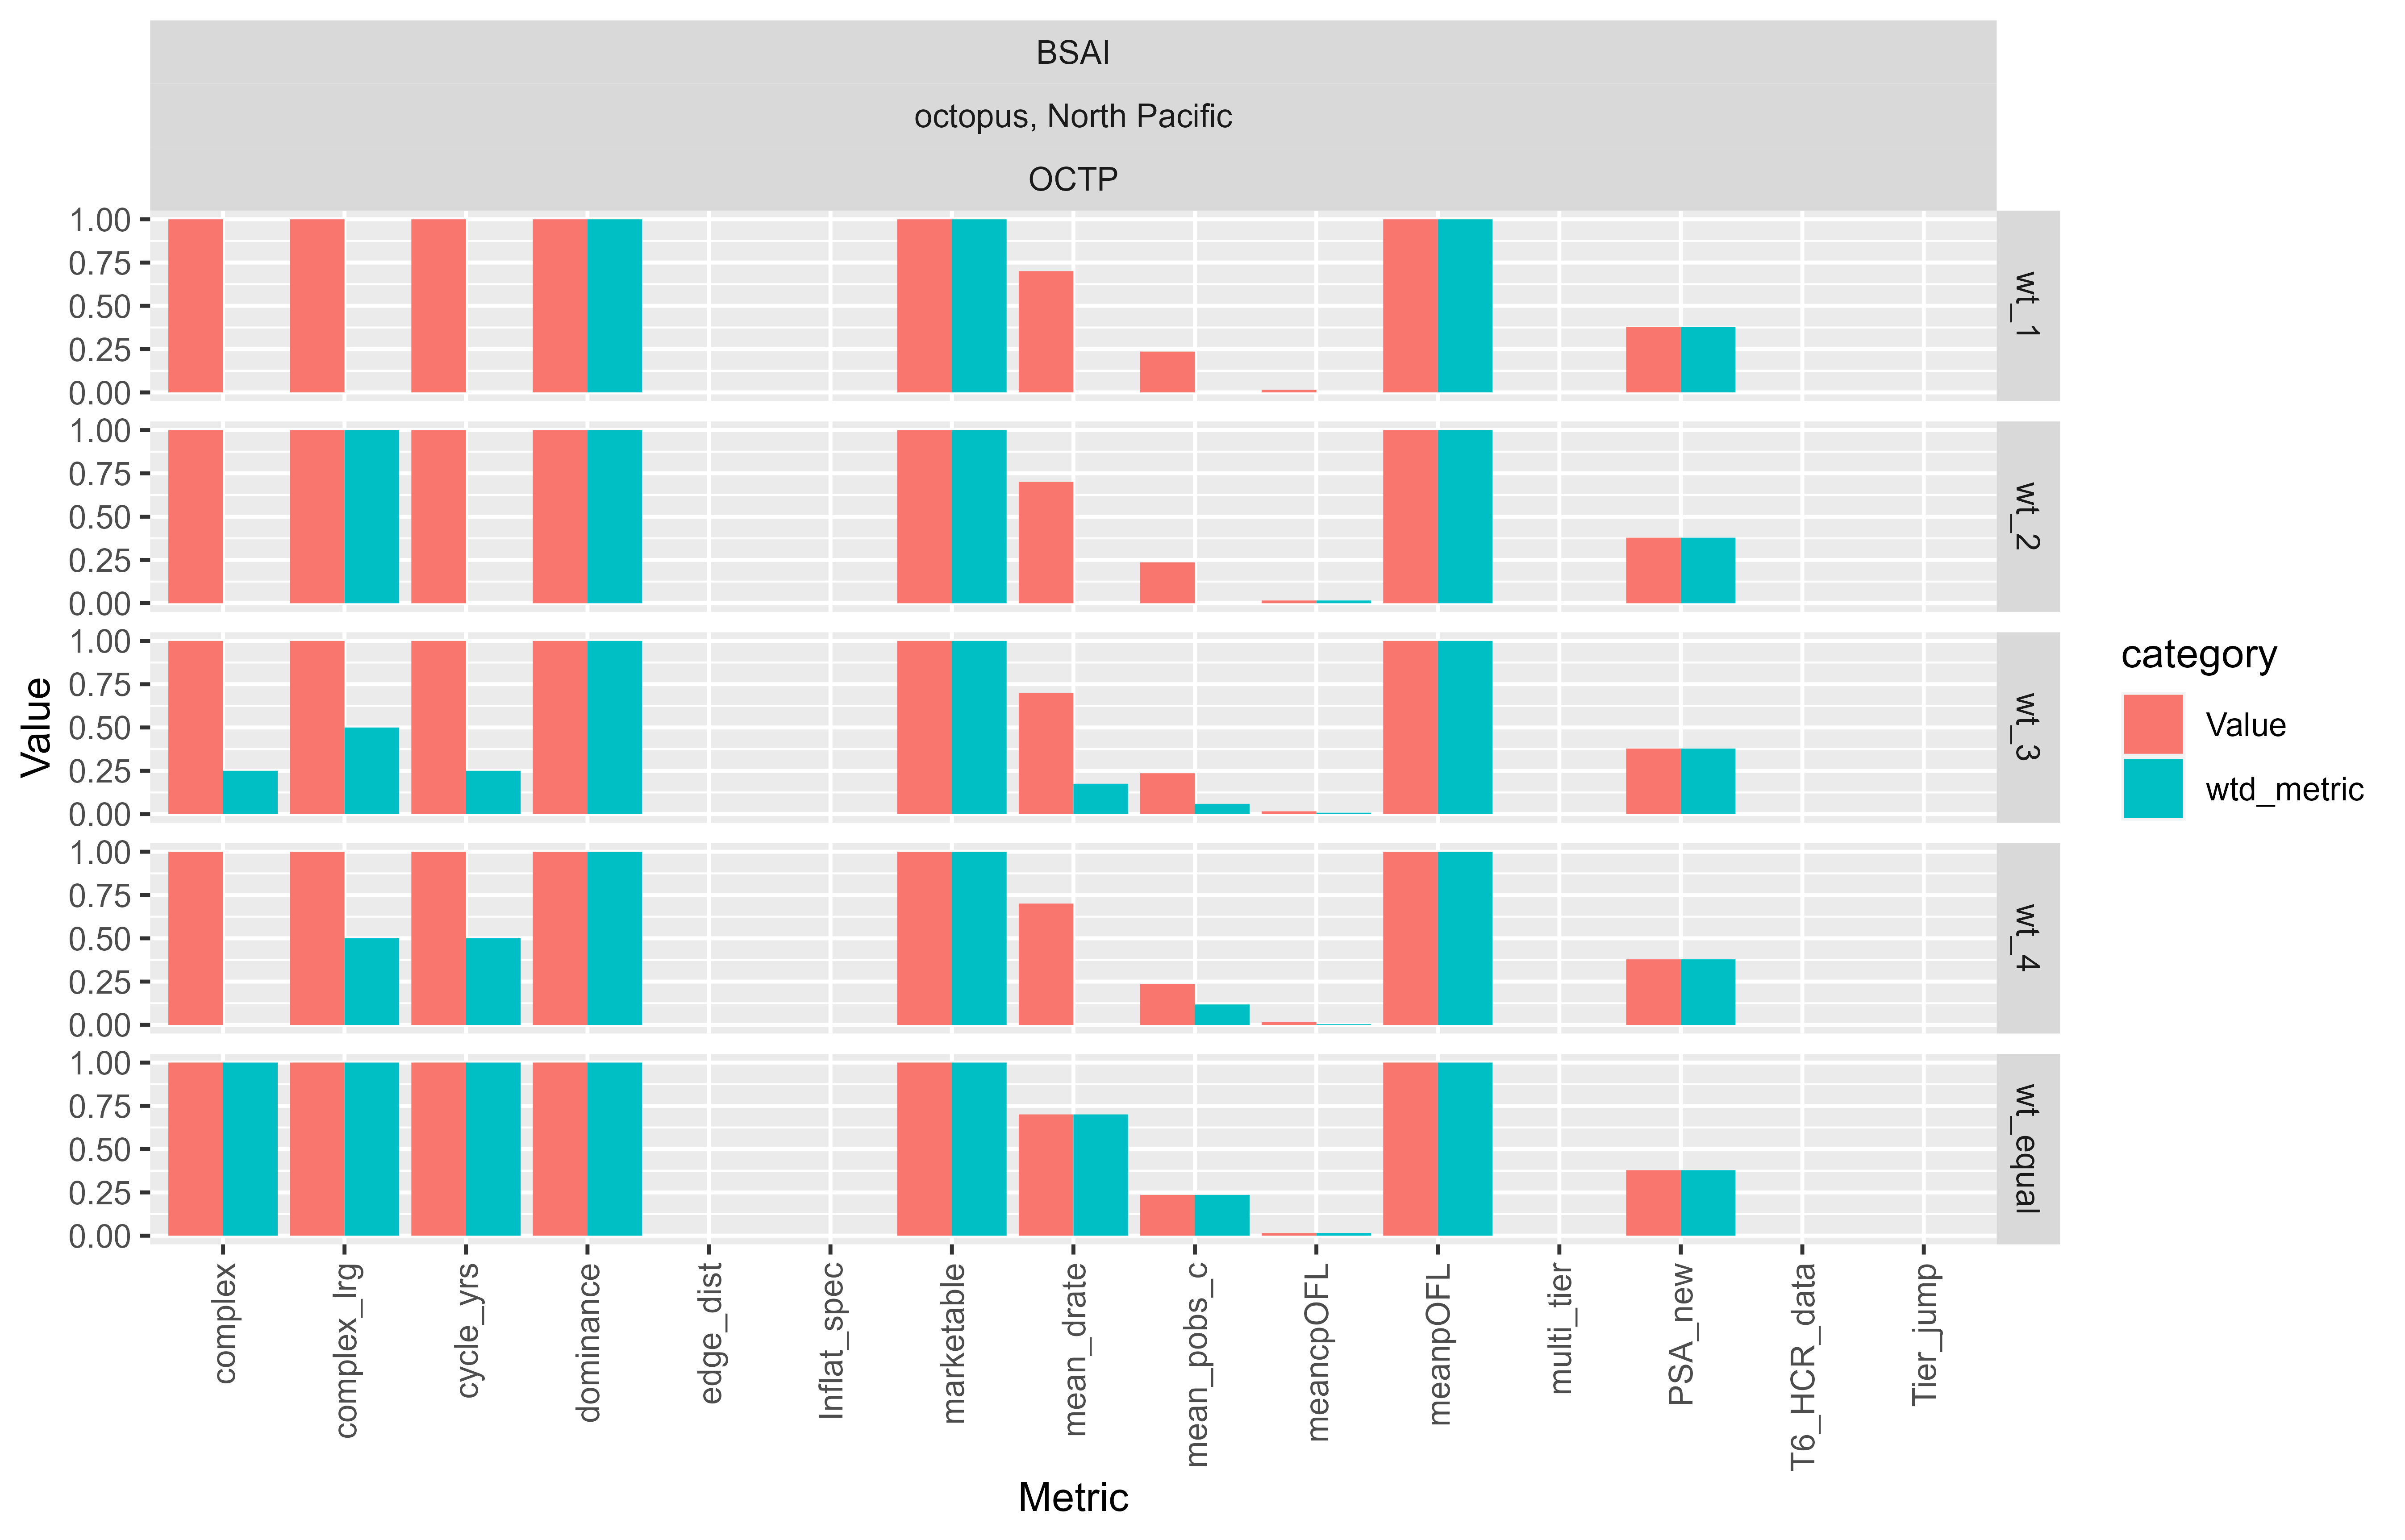 BSAI
octopus, North Pacific
OCTP
1.00
0.75
0.50
0.25
0.00
wt_1
1.00
0.75
0.50
0.25
0.00
wt_2
1.00
0.75
0.50
0.25
0.00
wt_3
1.00
0.75
0.50
0.25
0.00
wt_4
1.00
0.75
0.50
0.25
0.00
wt_equal
Value
complex
complex_lrg
cycle_yrs
dominance
edge_dist
Inflat_spec
marketable
mean_drate
mean_pobs_c
meancpOFL
meanpOFL
multi_tier
PSA_new
T6_HCR_data
Tier_jump
Metric
category
Value
wtd_metric